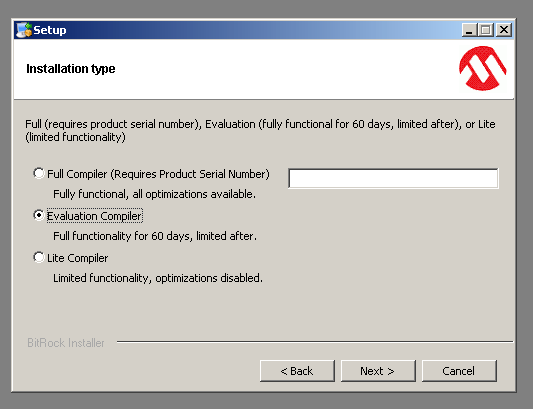 Setup
Installation type
Full (requires product serial number), Evaluation (fully functional for 60 days, limited after), or Lite
(limited functionality)
Full Compiler (Requires Product Serial Number)
Fully functional, all optimizations available.
Evaluation Compiler
Full functionality for 60 days, limited after.
Lite Compiler
Limited functionality, optimizations disabled.
BitRock Installer
< Back Next > Cancel